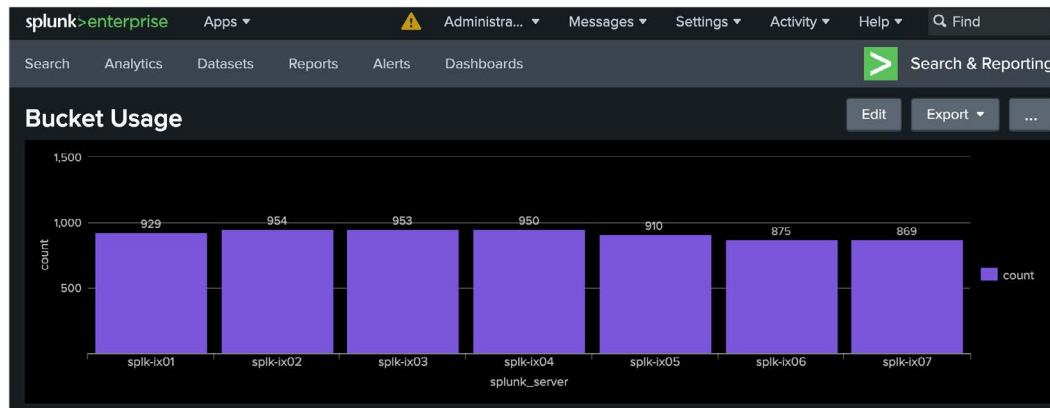 splunk>enterprise Apps Administra... Messages Settings Activity Help Find
Search Analytics Datasets Reports Alerts Dashboards Search & Reporting
Bucket Usage Edit Export ...
1,500
1,000
500
count
929 954 953 950 910 875 869
count
splk-ix01 splk-ix02 splk-ix03 splk-ix04 splk-ix05 splk-ix06 splk-ix07
splunk_server